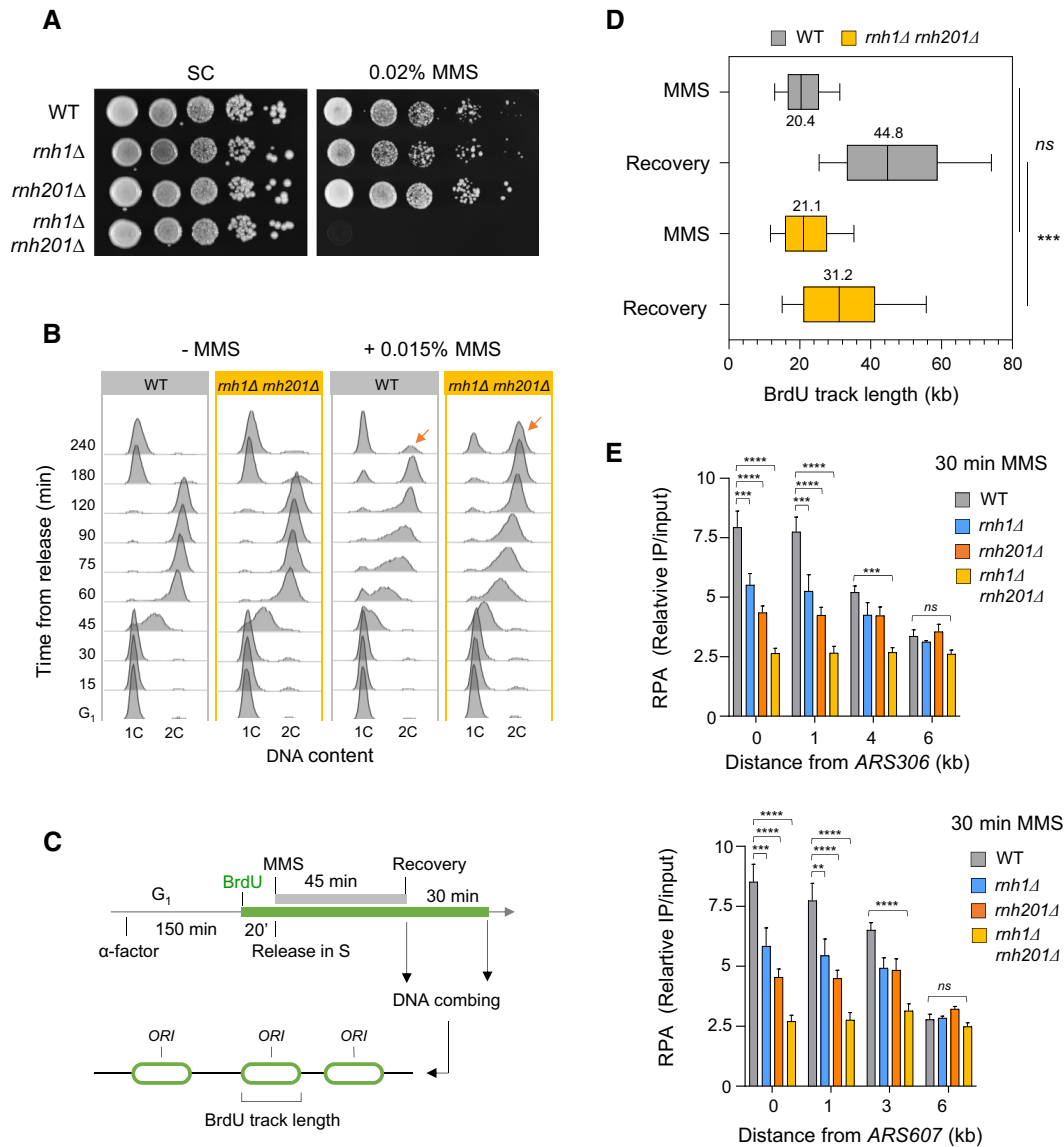 A
SC
0.02% MMS
WT
rnh1Δ
rnh201Δ
rnh1Δ
rnh201Δ
B
- MMS
+ 0.015% MMS
WT
rnh1Δ rnh201Δ
WT
rnh1Δ rnh201Δ
Time from release (min)
240
180
120
90
75
60
45
30
15
G1
1C
2C
1C
2C
1C
2C
1C
2C
DNA content
C
MMS
Recovery
BrdU
45 min
G1
30 min
α-factor
150 min
20'
Release in S
DNA combing
ORI
ORI
ORI
BrdU track length
D
WT
rnh1Δ rnh201Δ
MMS
20.4
Recovery
44.8
MMS
21.1
Recovery
31.2
ns
***
0
20
40
60
80
BrdU track length (kb)
E
30 min MMS
WT
rnh1Δ
rnh201Δ
rnh1Δ
rnh201Δ
RPA (Relatvive IP/input)
10
7.5
5
2.5
0
****
****
***
****
****
***
***
ns
0
1
4
6
Distance from ARS306 (kb)
30 min MMS
WT
rnh1Δ
rnh201Δ
rnh1Δ
rnh201Δ
RPA (Relartive IP/input)
10
7.5
5
2.5
0
****
****
***
****
****
**
****
ns
0
1
3
6
Distance from ARS607 (kb)